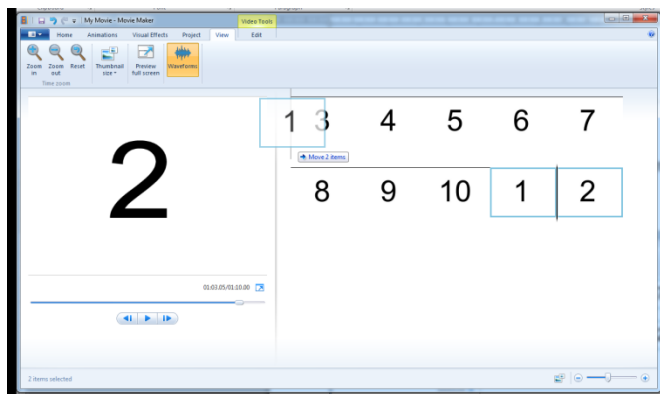 My Movie - Movie Maker
Video Tools
Home Animations Visual Effects Project View Edit
Zoom in
Zoom out
Reset
Thumbnail size
Preview full screen
Waveforms
Time zoom
2
1 3 4 5 6 7
Move 2 items
8 9 10 1 2
01:03.05/01:10.00
2 items selected